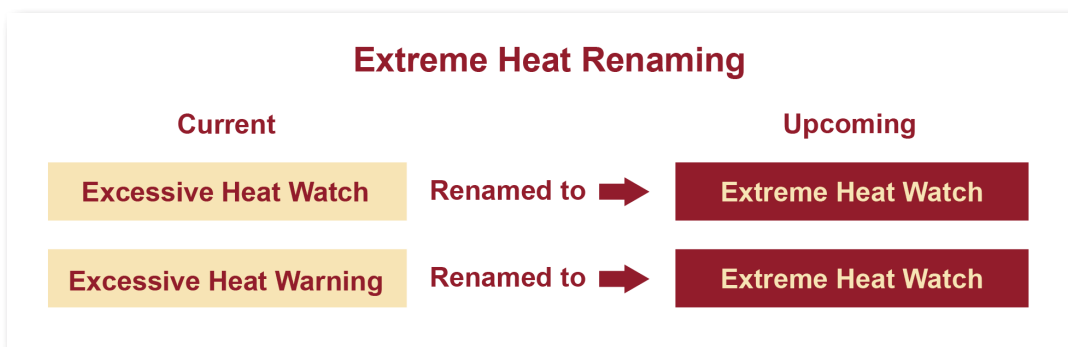 Extreme Heat Renaming
Current Upcoming
Excessive Heat Watch Renamed to Extreme Heat Watch
Excessive Heat Warning Renamed to Extreme Heat Watch